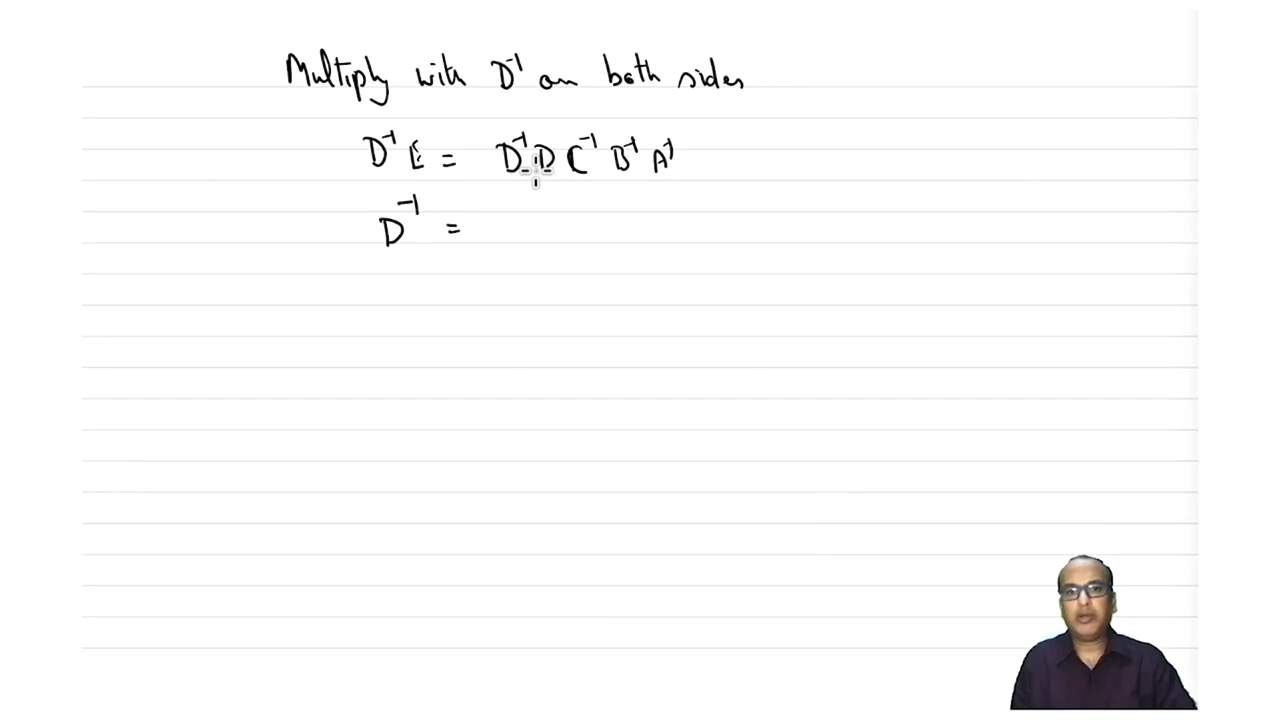 Multiply with D⁻¹ on both sides
D⁻¹ E = D⁻¹ D C⁻¹ B⁻¹ A⁻¹
D⁻¹ =